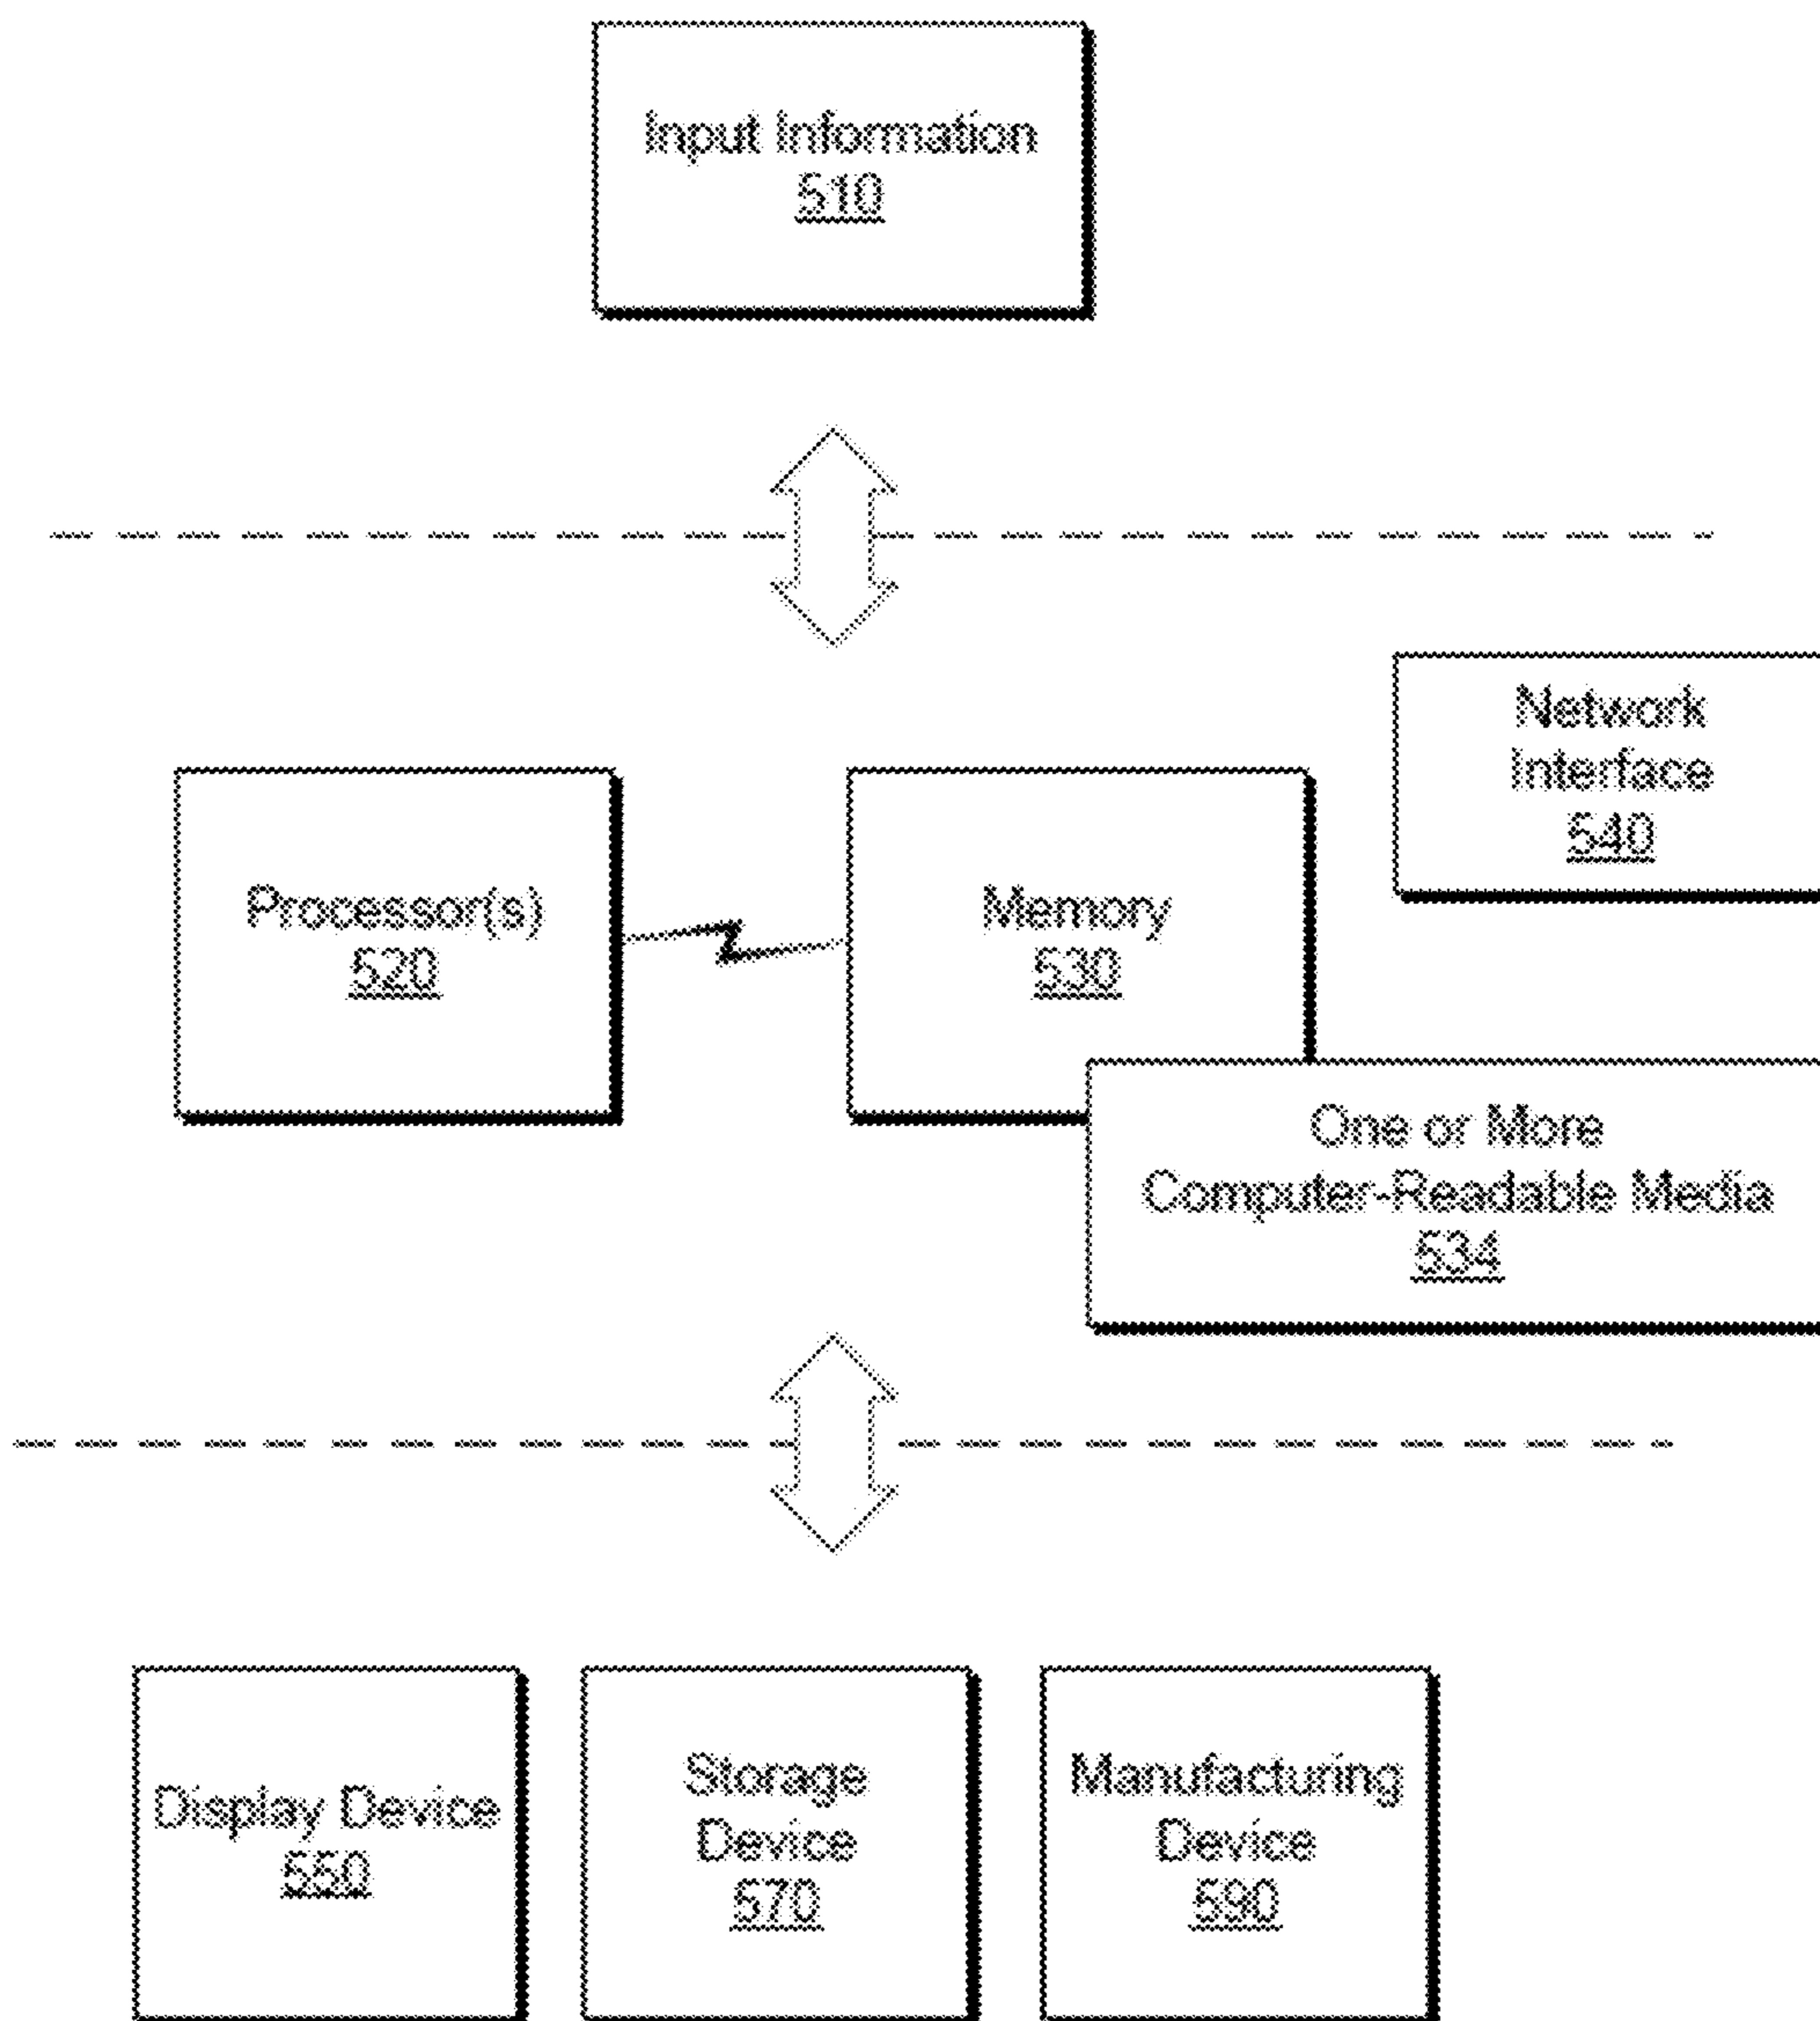 Input Information
510
Network
Interface
540
Processor(s)
520
Memory
530
One or More
Computer-Readable Media
534
Display Device
550
Storage
Device
570
Manufacturing
Device
590